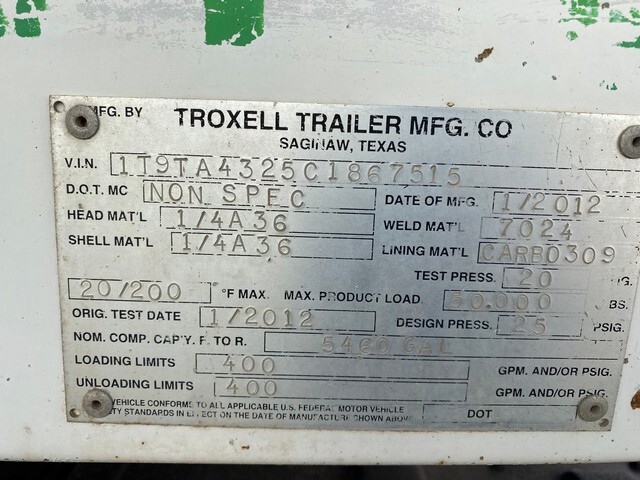 MFG. BY TROXELL TRAILER MFG. CO
SAGINAW, TEXAS
V.I.N. 1T9TA4325C1867515
D.O.T. MC NON SPEC DATE OF MFG. 1/2012
HEAD MAT'L 1/4A36 WELD MAT'L 7024
SHELL MAT'L 1/4A36 LINING MAT'L CARB0309
TEST PRESS. 20 IG.
20/200 °F MAX. MAX. PRODUCT LOAD. 50,000 BS.
ORIG. TEST DATE 1/2012 DESIGN PRESS. 25 PSIG.
NOM. COMP. CAP'Y. F. TO R. 5460 GAL
LOADING LIMITS 400 GPM. AND/OR PSIG.
UNLOADING LIMITS 400 GPM. AND/OR PSIG.
VEHICLE CONFORMS TO ALL APPLICABLE U.S. FEDERAL MOTOR VEHICLE
TY STANDARDS IN EFFECT ON THE DATE OF MANUFACTURE SHOWN ABOVE DOT